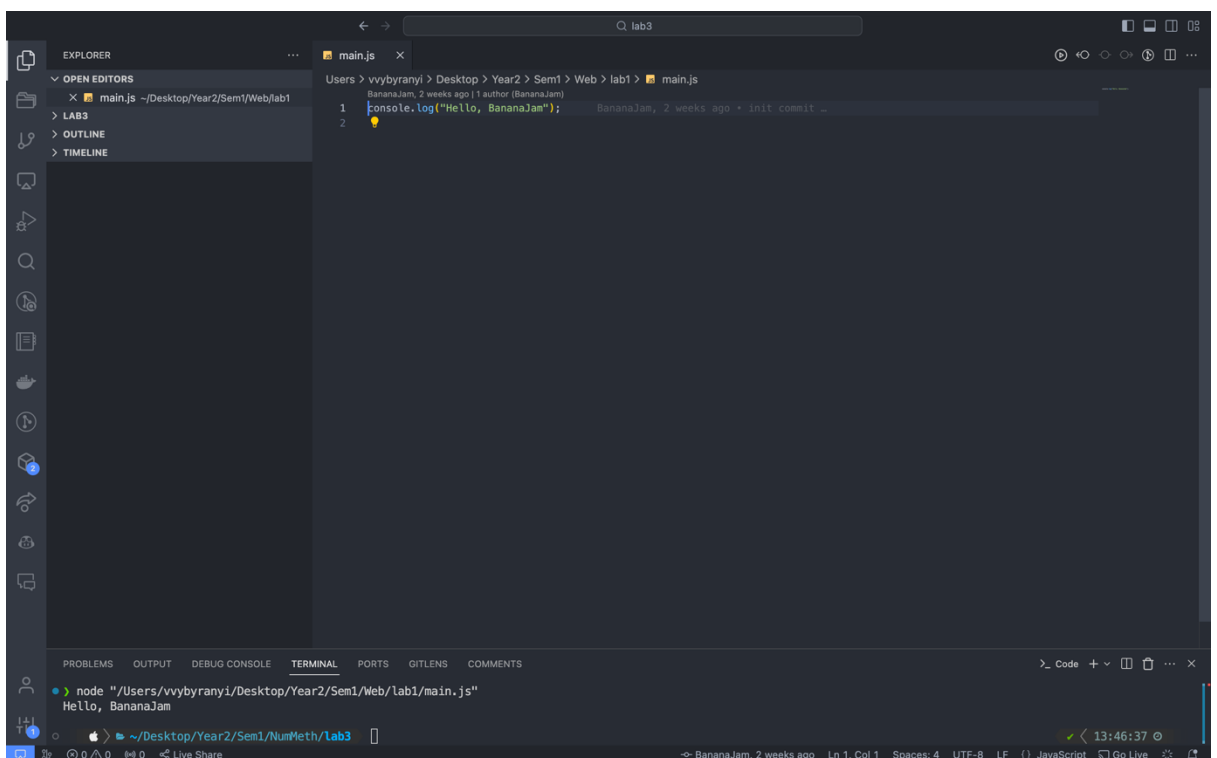 lab3
EXPLORER
OPEN EDITORS
main.js ~/Desktop/Year2/Sem1/Web/lab1
LAB3
OUTLINE
TIMELINE
2
1
main.js
Users > vvybyranyi > Desktop > Year2 > Sem1 > Web > lab1 > main.js
BananaJam, 2 weeks ago | 1 author (BananaJam)
1 console.log("Hello, BananaJam"); BananaJam, 2 weeks ago • init commit …
2
PROBLEMS OUTPUT DEBUG CONSOLE TERMINAL PORTS GITLENS COMMENTS
Code
❯ node "/Users/vvybyranyi/Desktop/Year2/Sem1/Web/lab1/main.js"
Hello, BananaJam
~/Desktop/Year2/Sem1/NumMeth/lab3 13:46:37
0 0 0 Live Share BananaJam, 2 weeks ago Ln 1, Col 1 Spaces: 4 UTF-8 LF {} JavaScript Go Live